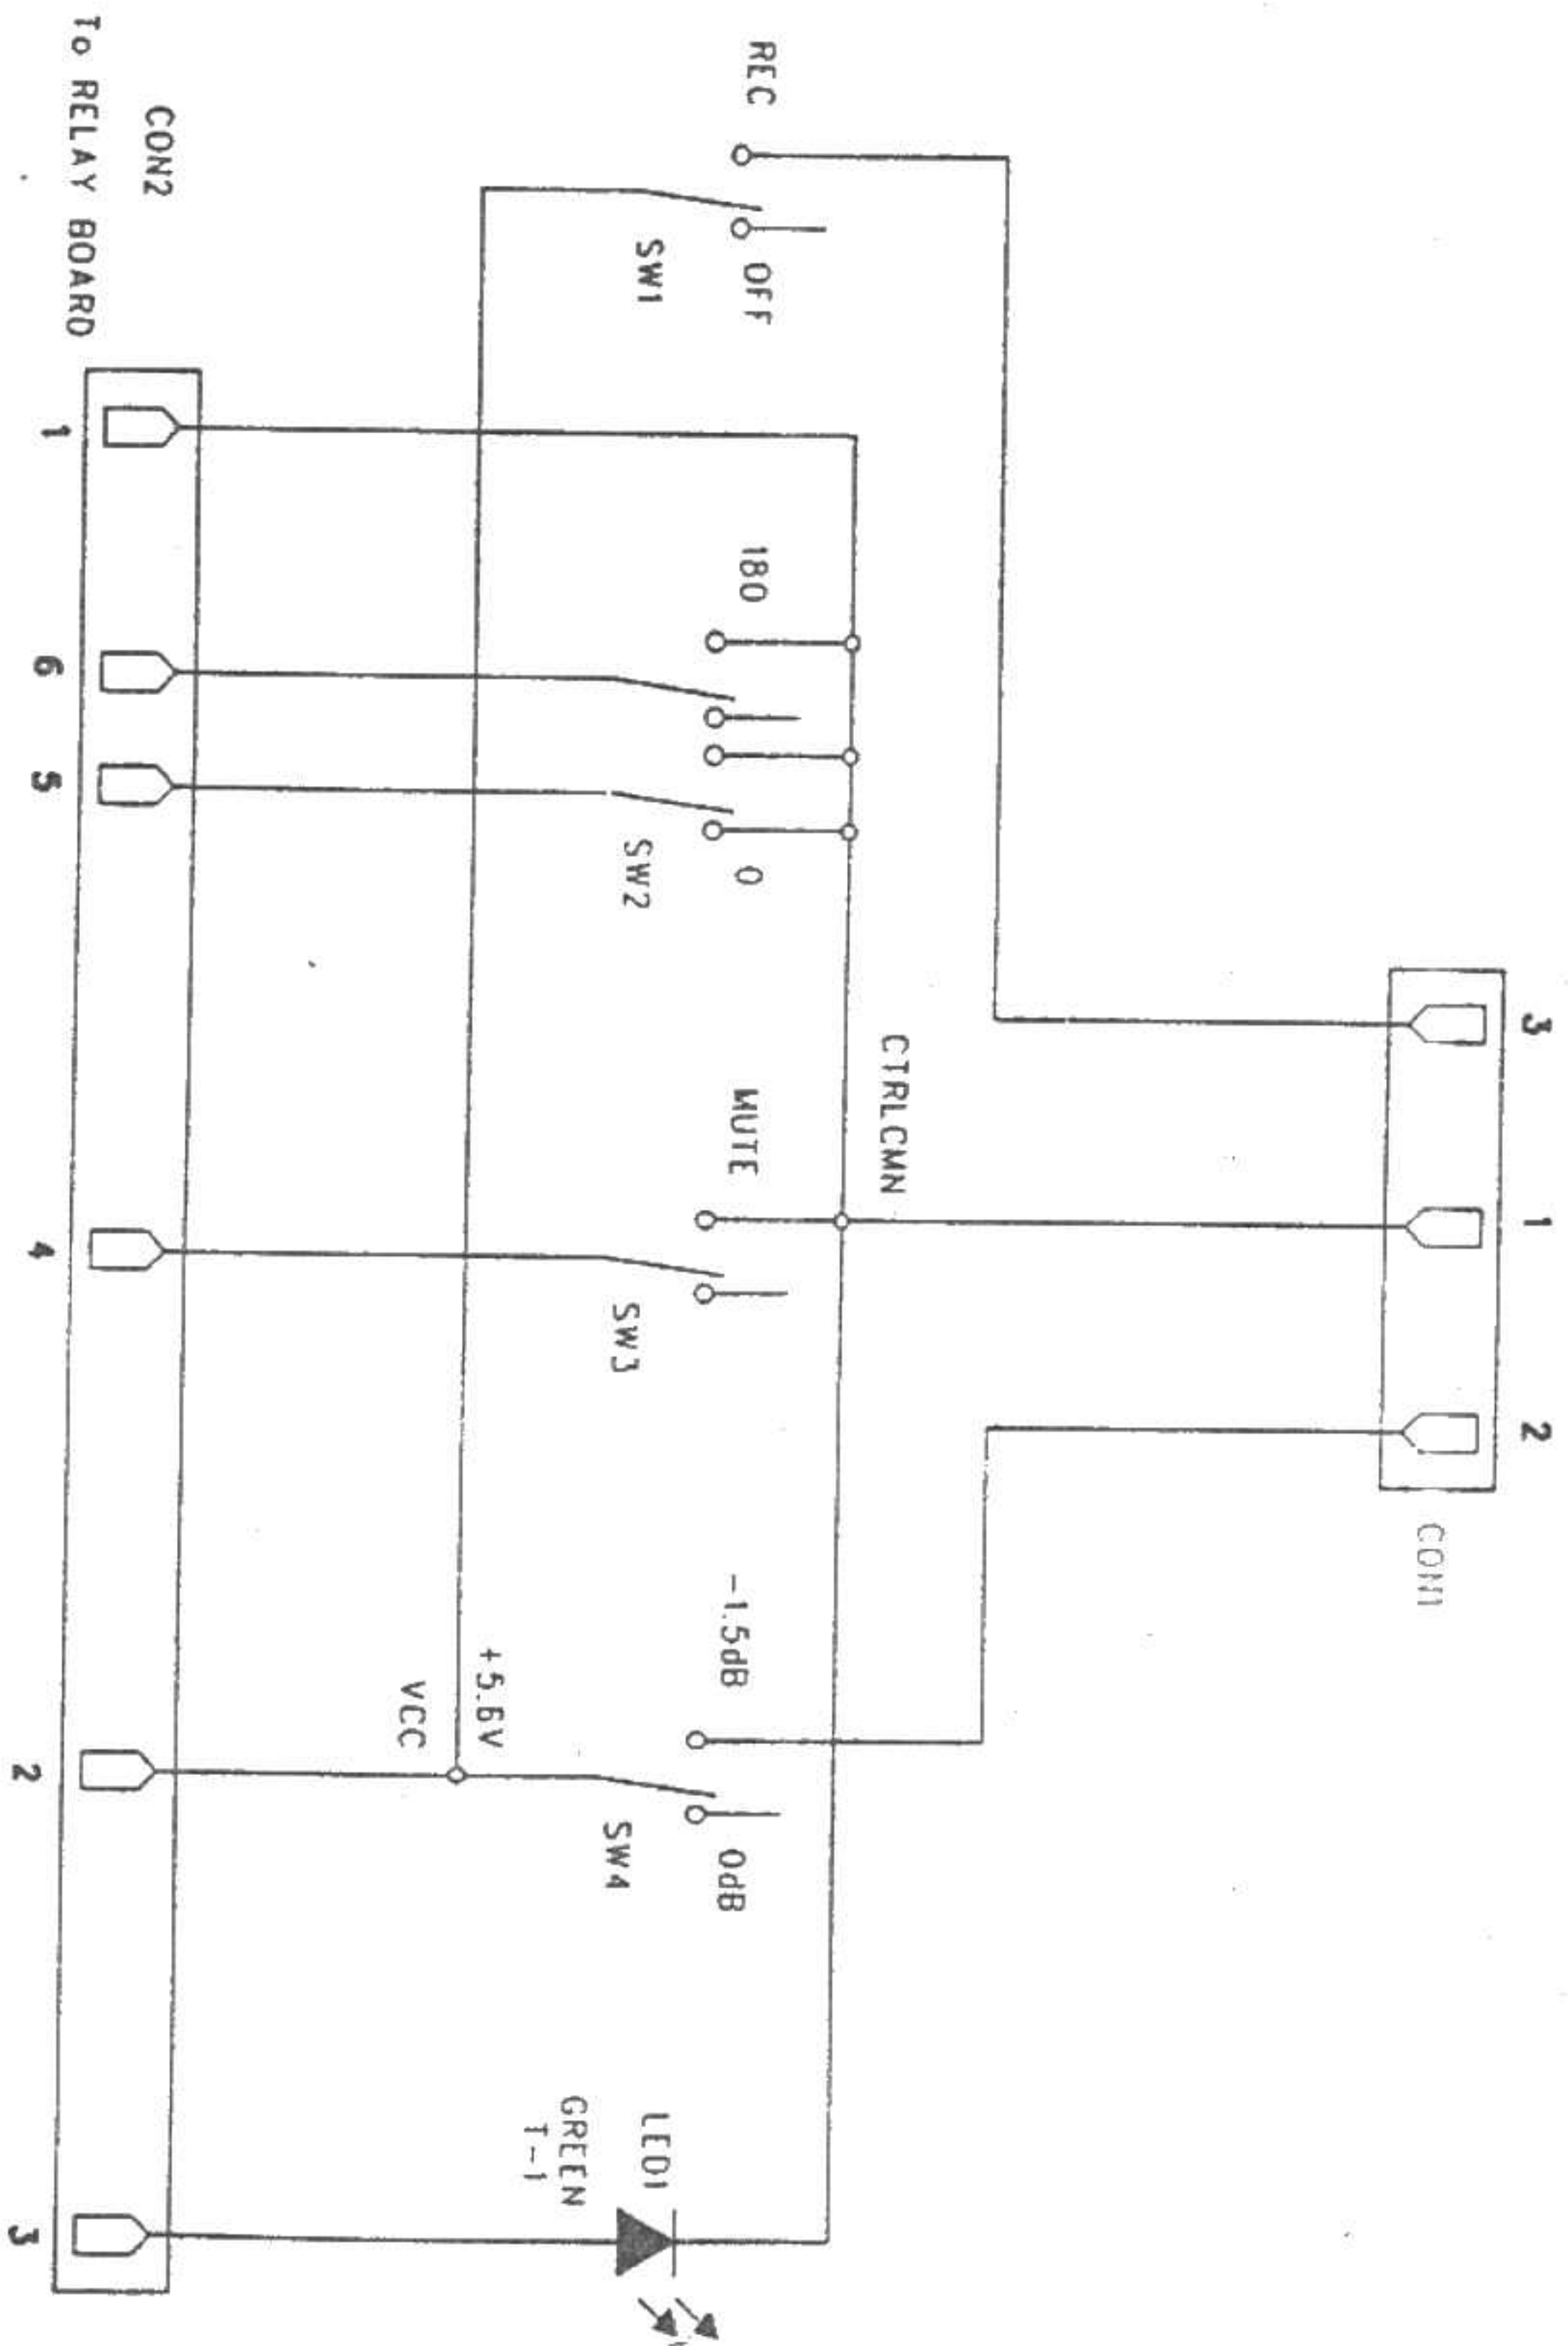 3 1 2
CON1
CTRLCMN
REC OFF 180 0 MUTE -1.5dB 0dB
SW1 SW2 SW3 SW4
LED1
GREEN
T-1
+5.6V
VCC
CON2
To RELAY BOARD
1 6 5 4 2 3